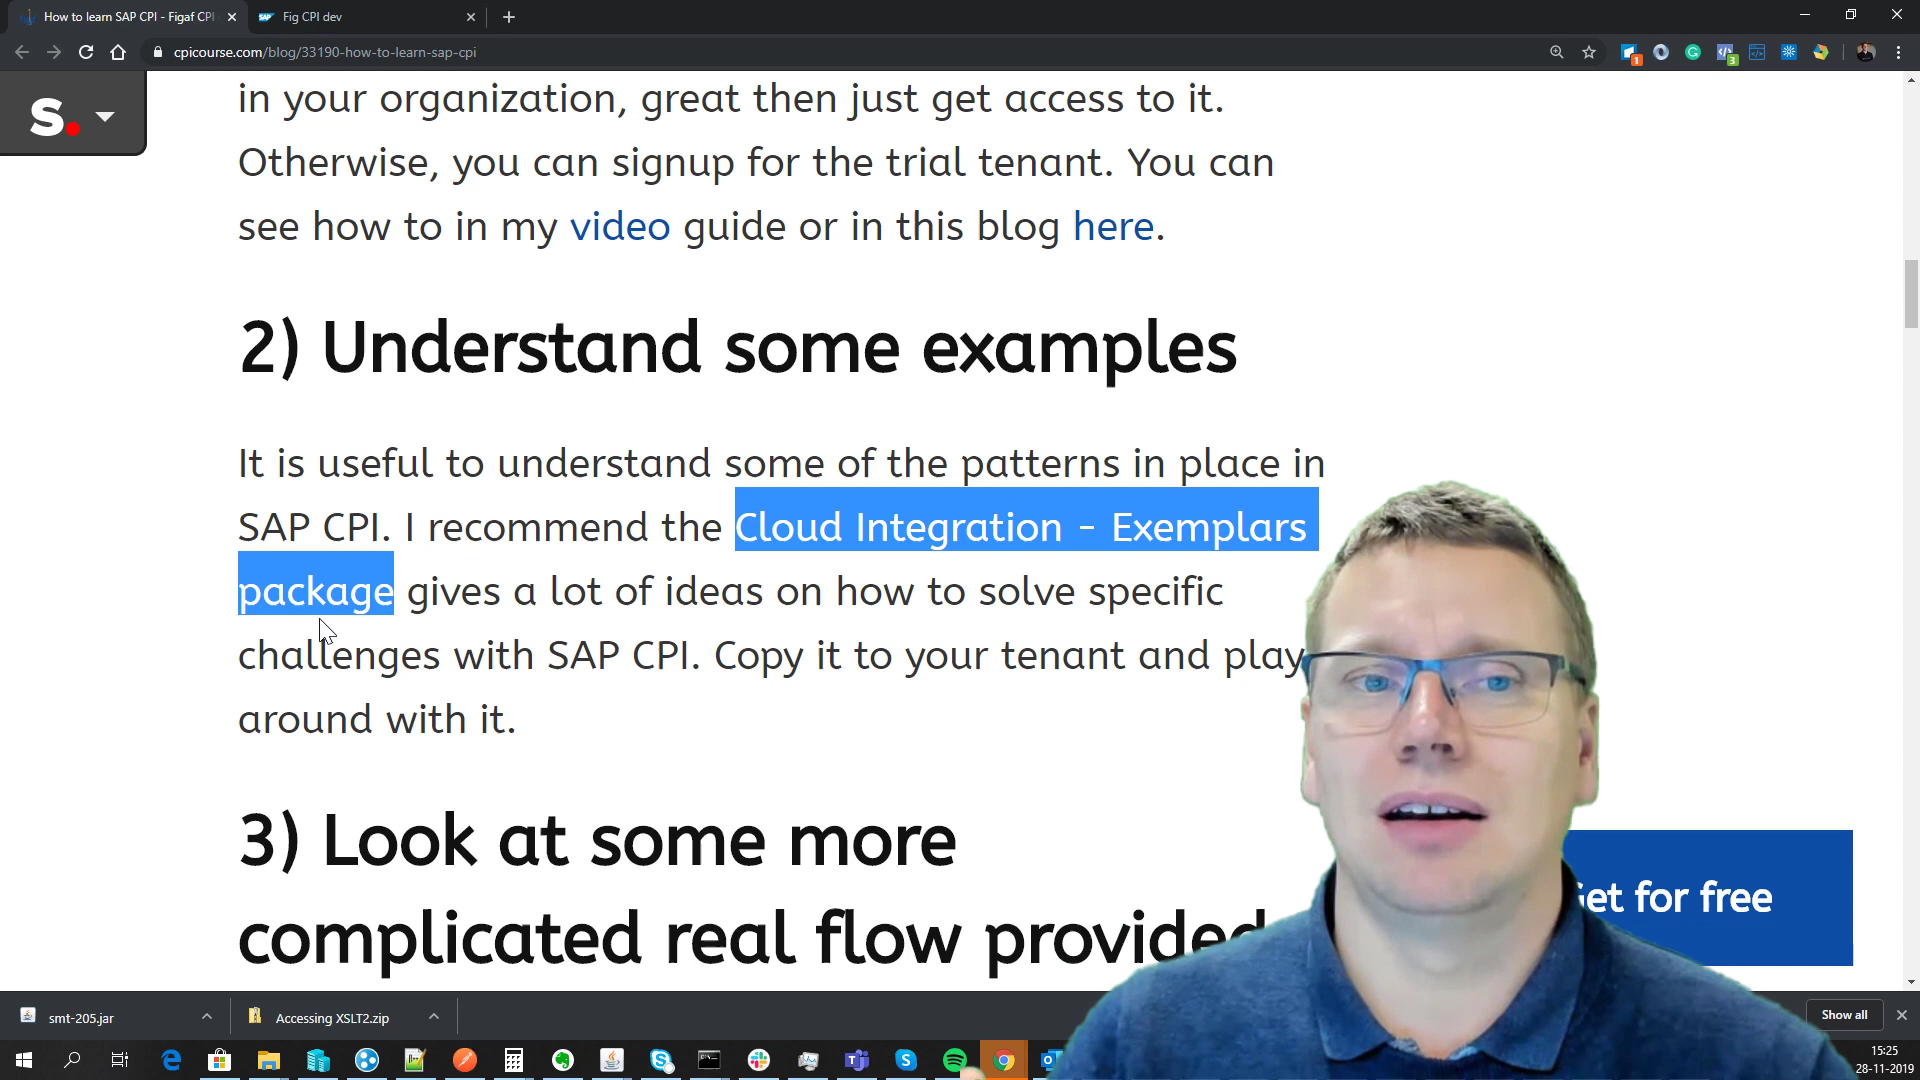 How to learn SAP CPI - Figaf CPI
Fig CPI dev
cpicourse.com/blog/33190-how-to-learn-sap-cpi
1
3
S.
in your organization, great then just get access to it.
Otherwise, you can signup for the trial tenant. You can
see how to in my video guide or in this blog here.
2) Understand some examples
It is useful to understand some of the patterns in place in
SAP CPI. I recommend the Cloud Integration - Exemplars
package gives a lot of ideas on how to solve specific
challenges with SAP CPI. Copy it to your tenant and play
around with it.
3) Look at some more
complicated real flow provided
Get for free
smt-205.jar
Accessing XSLT2.zip
Show all
15:25
28-11-2019